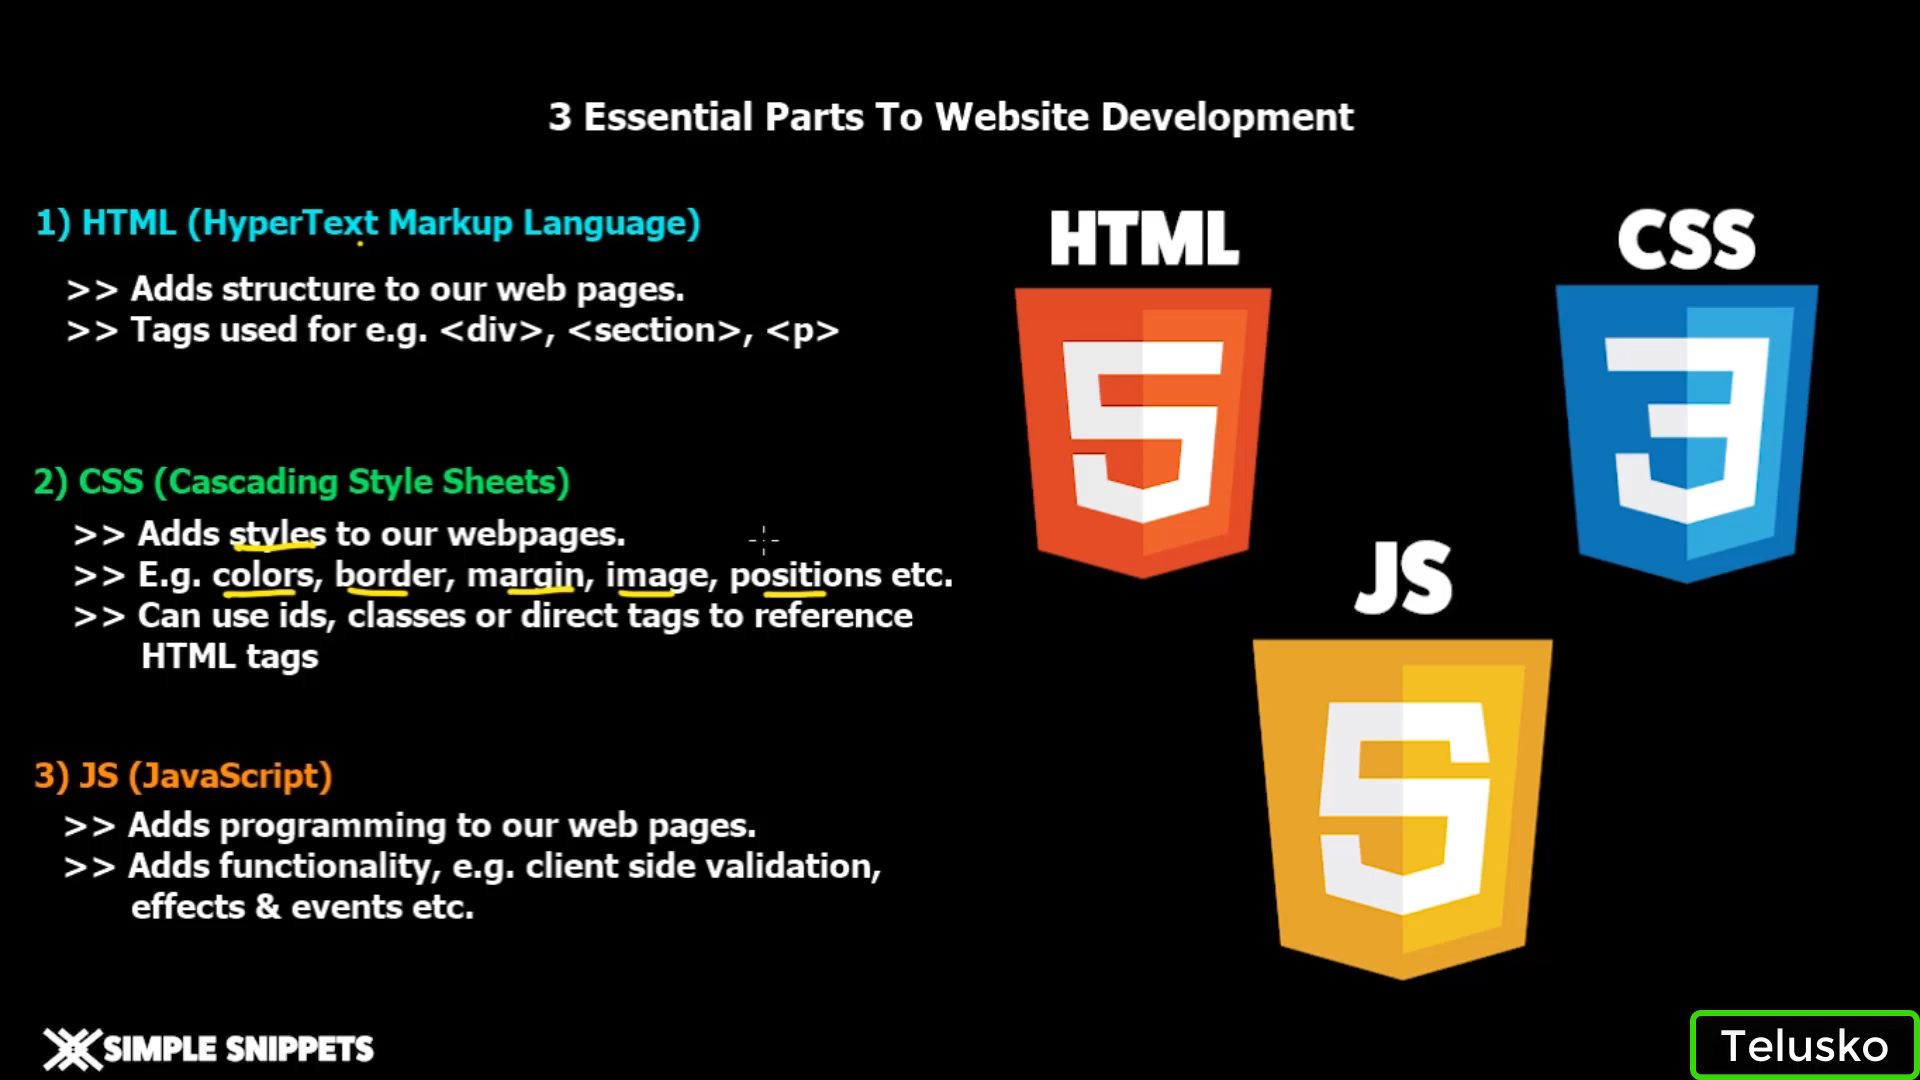 3 Essential Parts To Website Development
1) HTML (HyperText Markup Language)
>> Adds structure to our web pages.
>> Tags used for e.g. <div>, <section>, <p>
2) CSS (Cascading Style Sheets)
>> Adds styles to our webpages.
>> E.g. colors, border, margin, image, positions etc.
>> Can use ids, classes or direct tags to reference
HTML tags
3) JS (JavaScript)
>> Adds programming to our web pages.
>> Adds functionality, e.g. client side validation,
effects & events etc.
HTML
5
CSS
3
JS
5
SIMPLE SNIPPETS
Telusko